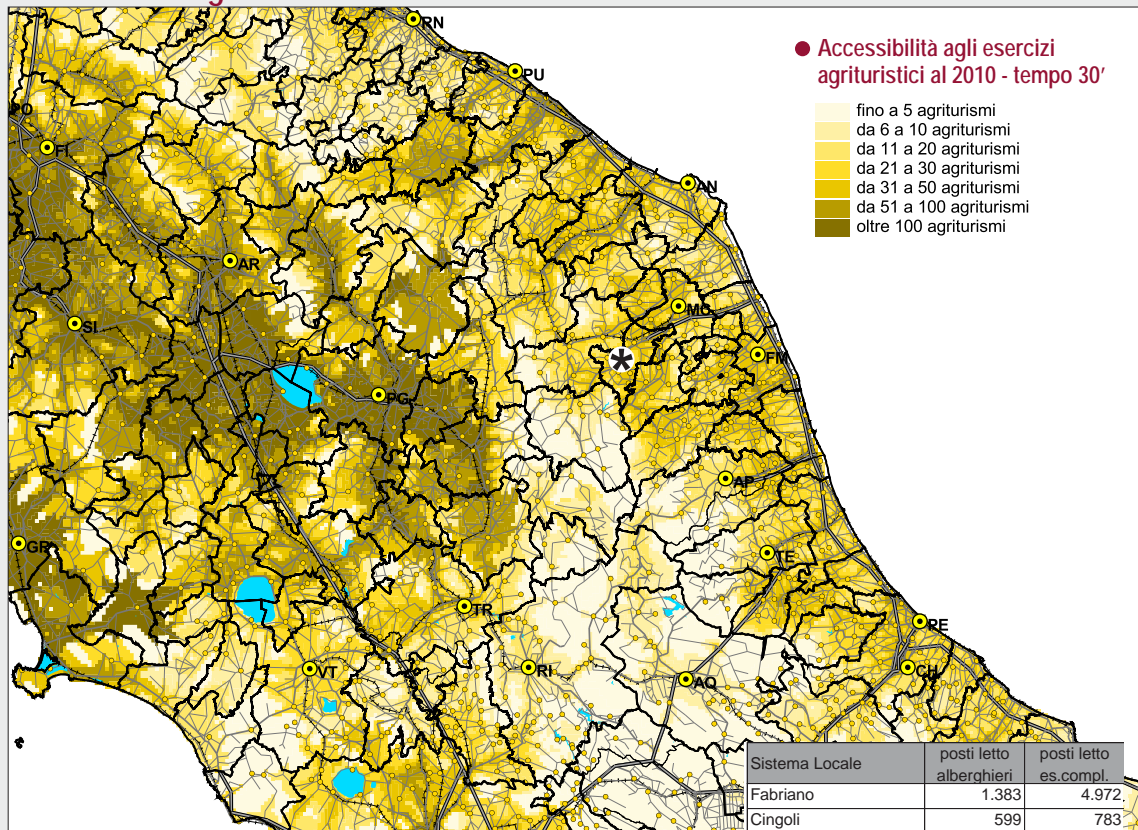 ● Accessibilità agli esercizi
agrituristici al 2010 - tempo 30'
fino a 5 agriturismi
da 6 a 10 agriturismi
da 11 a 20 agriturismi
da 21 a 30 agriturismi
da 31 a 50 agriturismi
da 51 a 100 agriturismi
oltre 100 agriturismi
RN
PU
PO
FI
AN
AR
MC
SI
FM
*
PG
AP
GR
TE
TR
PE
VT
RI
AQ
CH
Sistema Locale posti letto alberghieri posti letto es.compl.
Fabriano 1.383 4.972
Cingoli 599 783